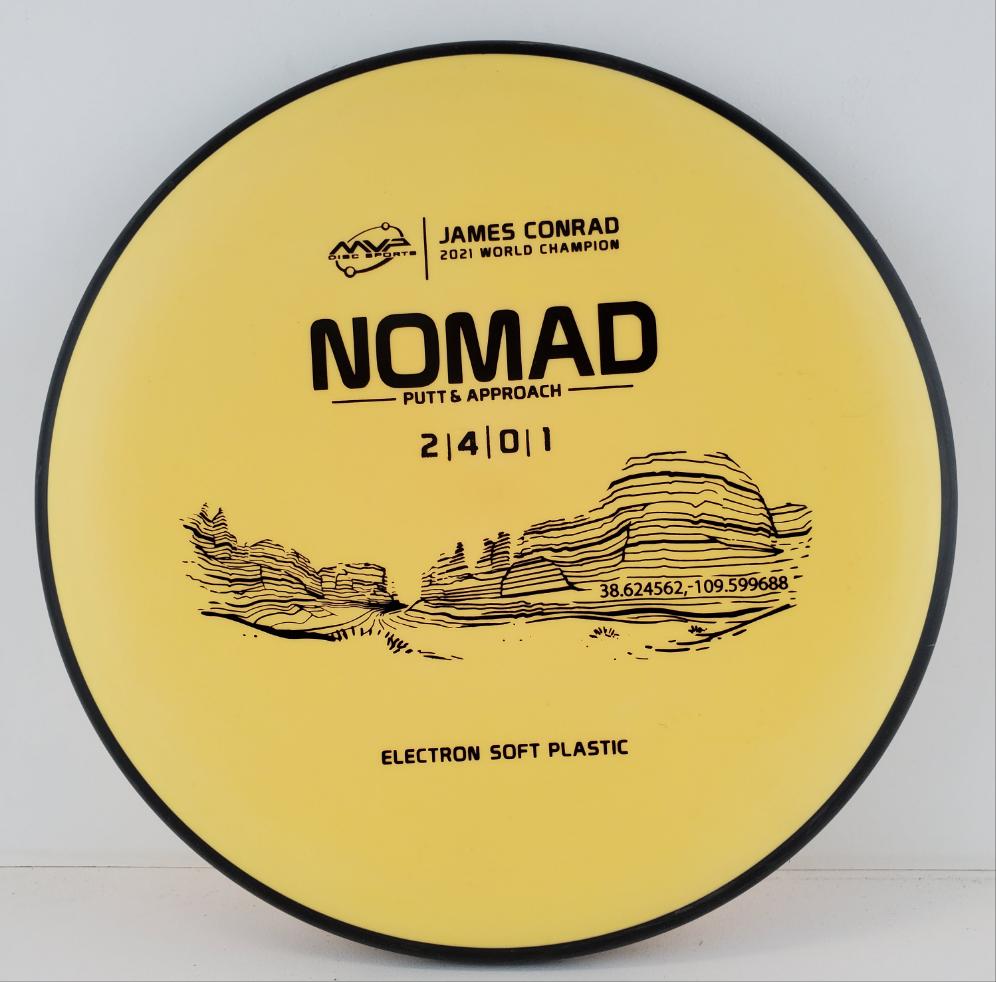 MVP
DISC SPORTS
JAMES CONRAD
2021 WORLD CHAMPION
NOMAD
PUTT & APPROACH
2|4|0|1
38.624562,-109.599688
ELECTRON SOFT PLASTIC